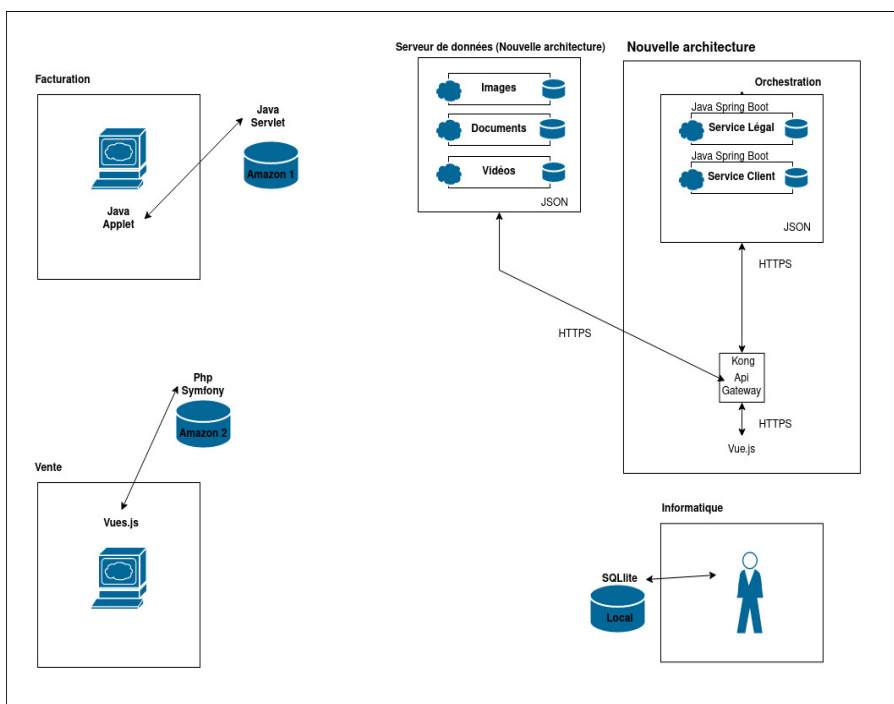 Facturation
Java
Servlet
Amazon 1
Java
Applet
Serveur de données (Nouvelle architecture)
Images
Documents
Vidéos
JSON
Nouvelle architecture
Orchestration
Java Spring Boot
Service Légal
Java Spring Boot
Service Client
JSON
HTTPS
HTTPS
Kong
Api
Gateway
HTTPS
Vue.js
Php
Symfony
Amazon 2
Vente
Vues.js
Informatique
SQLlite
Local